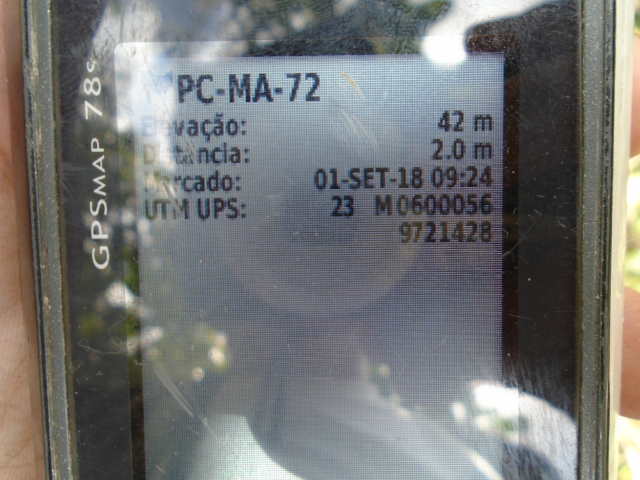 GPSMAP 78s
PC-MA-72
Elevação: 42 m
Distância: 2.0 m
Marcado: 01-SET-18 09:24
UTM UPS: 23 M 0600056
9721428